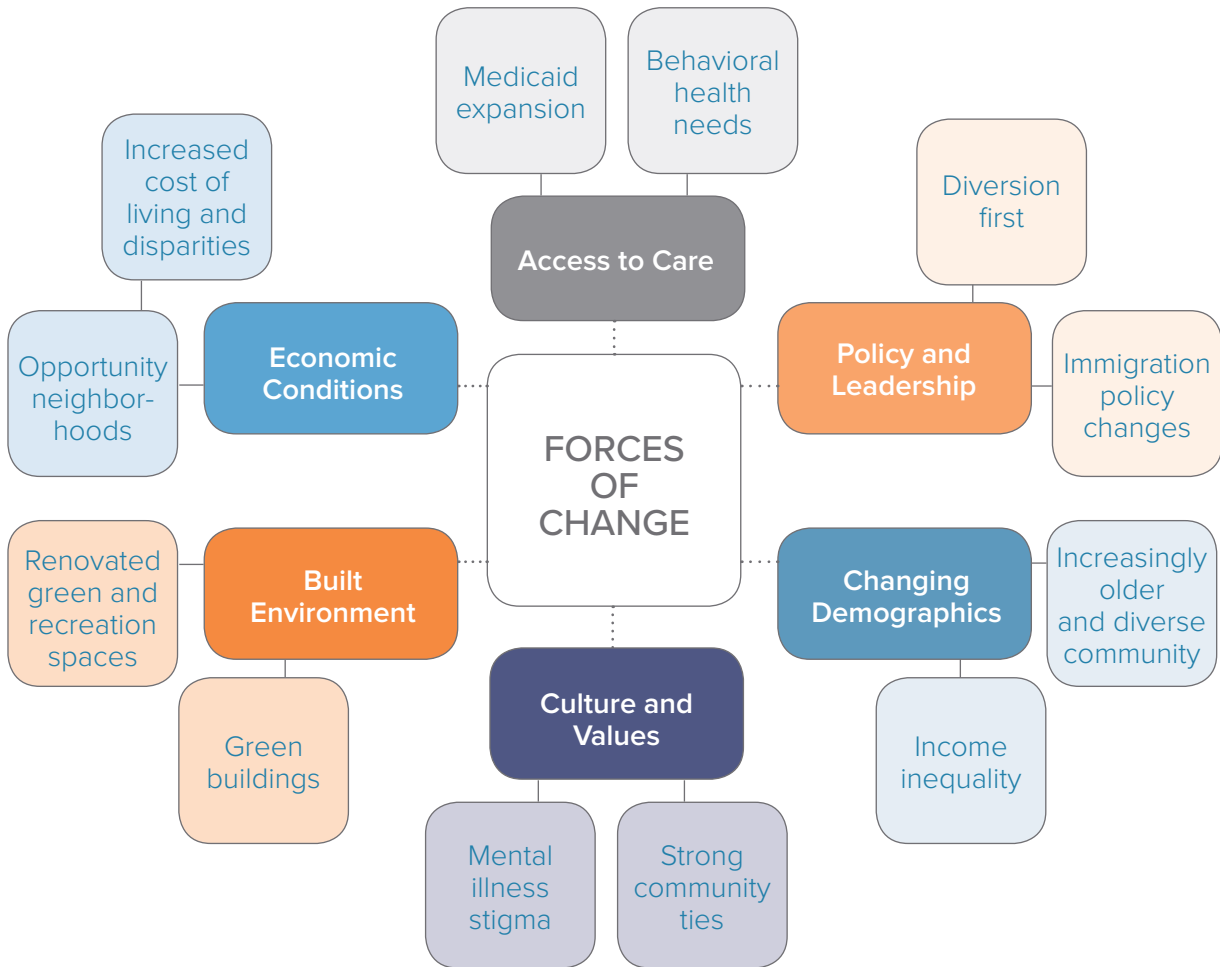 Medicaid
expansion
Behavioral
health
needs
Increased
cost of
living and
disparities
Diversion
first
Access to Care
Opportunity
neighbor-
hoods
Economic
Conditions
Policy and
Leadership
Immigration
policy
changes
FORCES
OF
CHANGE
Renovated
green and
recreation
spaces
Built
Environment
Changing
Demographics
Increasingly
older
and diverse
community
Green
buildings
Culture and
Values
Income
inequality
Mental
illness
stigma
Strong
community
ties